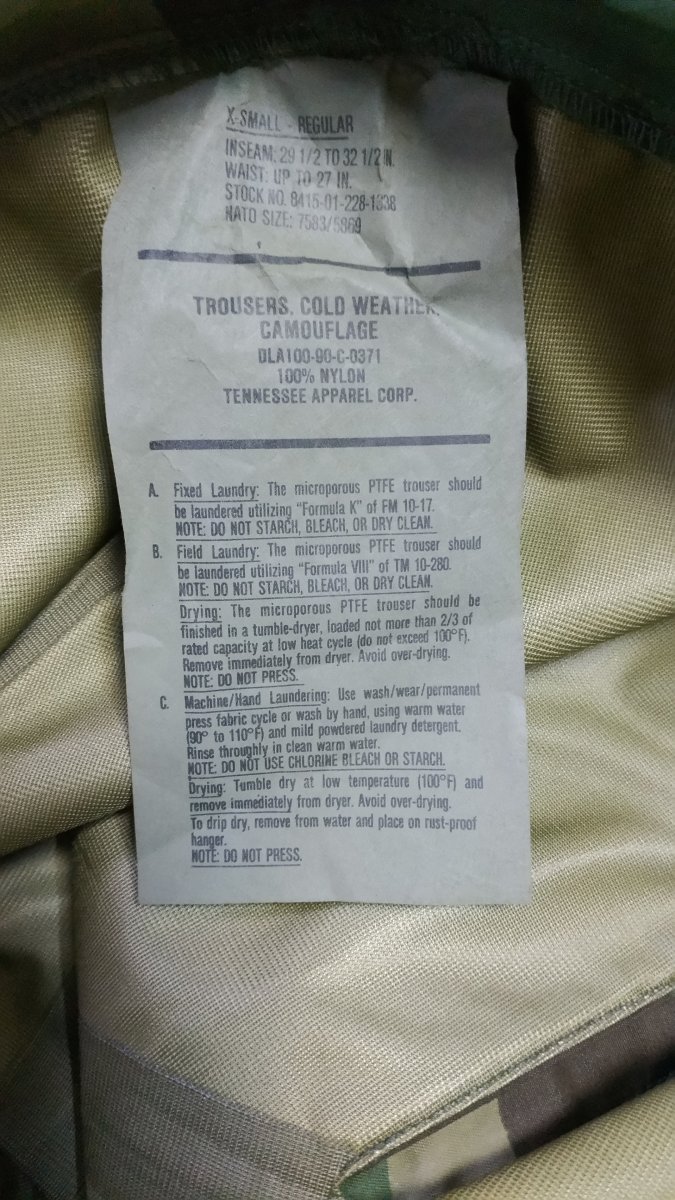 X-SMALL - REGULAR
INSEAM: 29 1/2 TO 32 1/2 IN.
WAIST: UP TO 27 IN.
STOCK NO. 8415-01-228-1338
NATO SIZE: 7583/5869
TROUSERS, COLD WEATHER,
CAMOUFLAGE
DLA100-90-C-0371
100% NYLON
TENNESSEE APPAREL CORP.
A. Fixed Laundry: The microporous PTFE trouser should
be laundered utilizing "Formula K" of FM 10-17.
NOTE: DO NOT STARCH, BLEACH, OR DRY CLEAN.
B. Field Laundry: The microporous PTFE trouser should
be laundered utilizing "Formula VIII" of TM 10-280.
NOTE: DO NOT STARCH, BLEACH, OR DRY CLEAN.
Drying: The microporous PTFE trouser should be
finished in a tumble-dryer, loaded not more than 2/3 of
rated capacity at low heat cycle (do not exceed 100°F).
Remove immediately from dryer. Avoid over-drying.
NOTE: DO NOT PRESS.
C. Machine/Hand Laundering: Use wash/wear/permanent
press fabric cycle or wash by hand, using warm water
(90° to 110°F) and mild powdered laundry detergent.
Rinse throughly in clean warm water.
NOTE: DO NOT USE CHLORINE BLEACH OR STARCH.
Drying: Tumble dry at low temperature (100°F) and
remove immediately from dryer. Avoid over-drying.
To drip dry, remove from water and place on rust-proof
hanger.
NOTE: DO NOT PRESS.